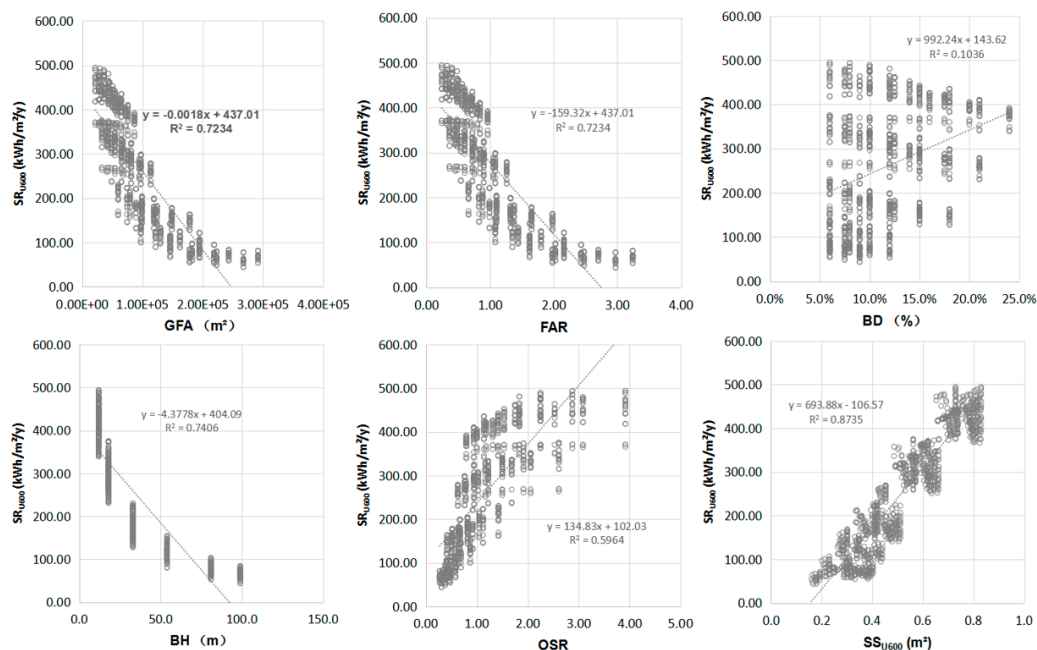 600.00
500.00
400.00
300.00
200.00
100.00
0.00
SR_U600 (kWh/m²/y)
y = -0.0018x + 437.01
R² = 0.7234
0.00E+00 1.00E+05 2.00E+05 3.00E+05 4.00E+05
GFA (m²)
600.00
500.00
400.00
300.00
200.00
100.00
0.00
SR_U600 (kWh/m²/y)
y = -159.32x + 437.01
R² = 0.7234
0.00 1.00 2.00 3.00 4.00
FAR
600.00
500.00
400.00
300.00
200.00
100.00
0.00
SR_U600 (kWh/m²/y)
y = 992.24x + 143.62
R² = 0.1036
0.0% 5.0% 10.0% 15.0% 20.0% 25.0%
BD (%)
600.00
500.00
400.00
300.00
200.00
100.00
0.00
SR_U600 (kWh/m²/y)
y = -4.3778x + 404.09
R² = 0.7406
0.0 50.0 100.0 150.0
BH (m)
600.00
500.00
400.00
300.00
200.00
100.00
0.00
SR_U600 (kWh/m²/y)
y = 134.83x + 102.03
R² = 0.5964
0.00 1.00 2.00 3.00 4.00 5.00
OSR
600.00
500.00
400.00
300.00
200.00
100.00
0.00
SR_U600 (kWh/m²/y)
y = 693.88x - 106.57
R² = 0.8735
0.0 0.2 0.4 0.6 0.8 1.0
SS_U600 (m²)